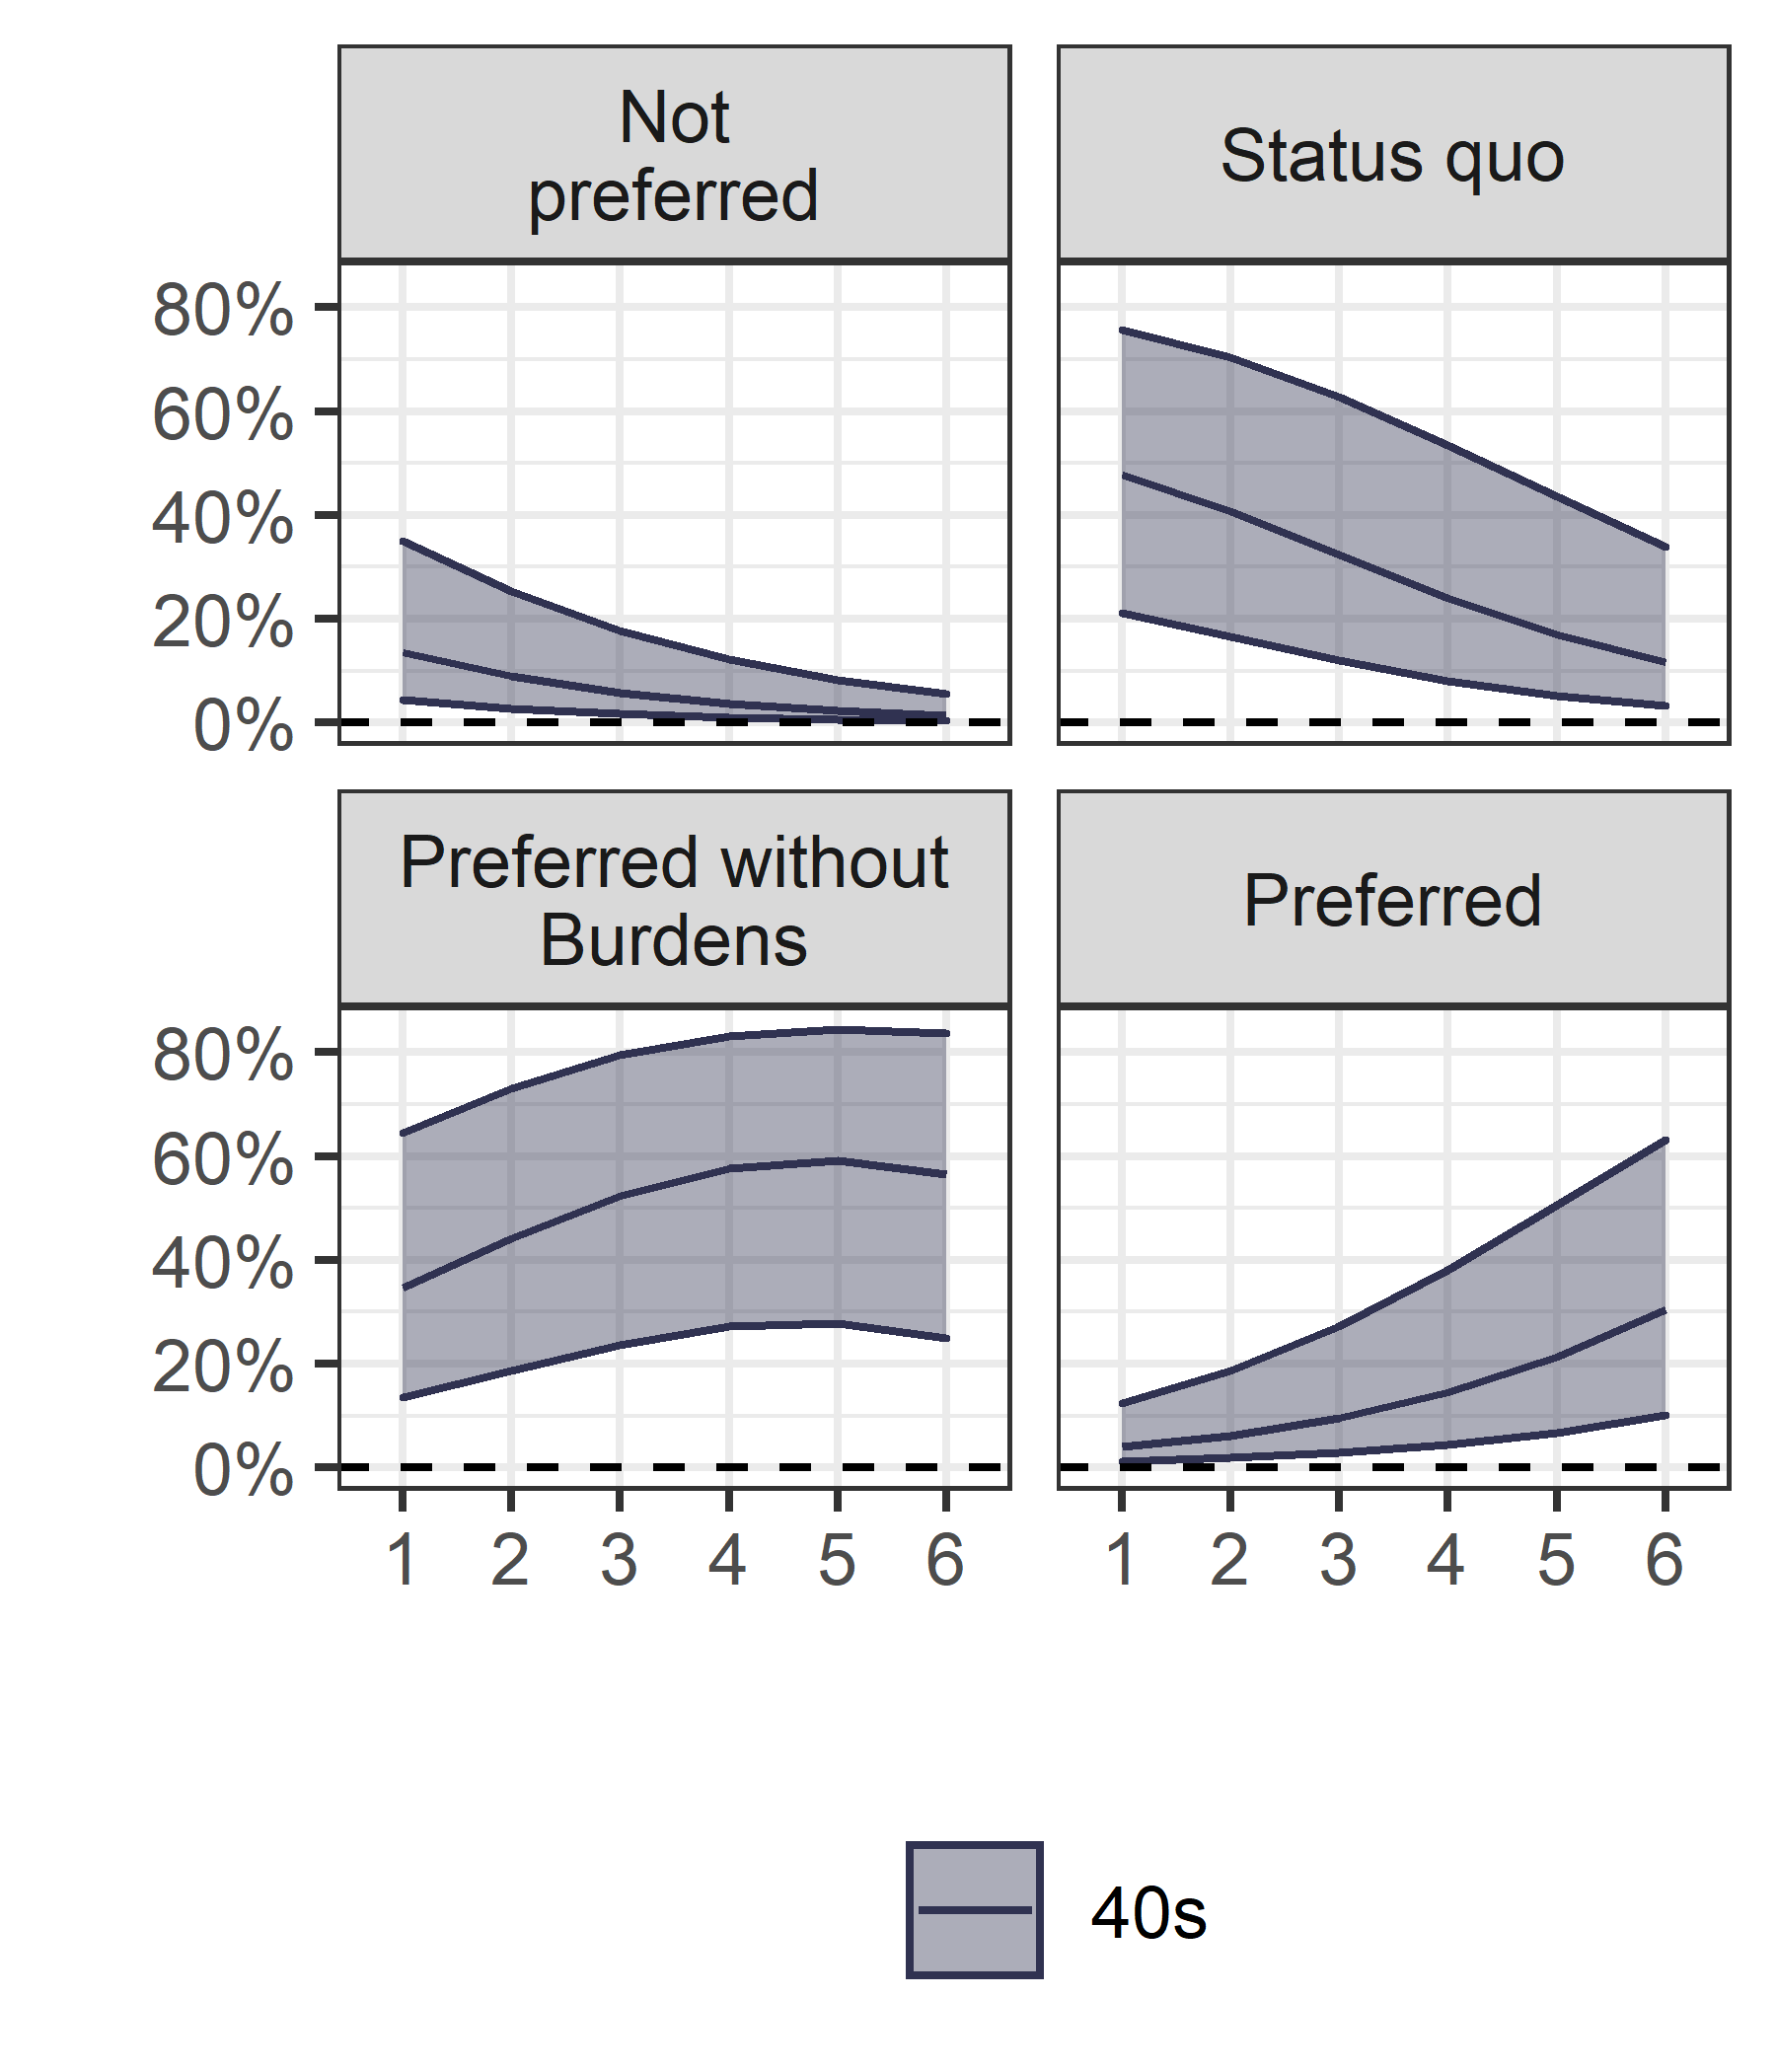 Not
preferred
Status quo
80%
60%
40%
20%
0%
Preferred without
Burdens
Preferred
80%
60%
40%
20%
0%
1 2 3 4 5 6
1 2 3 4 5 6
40s